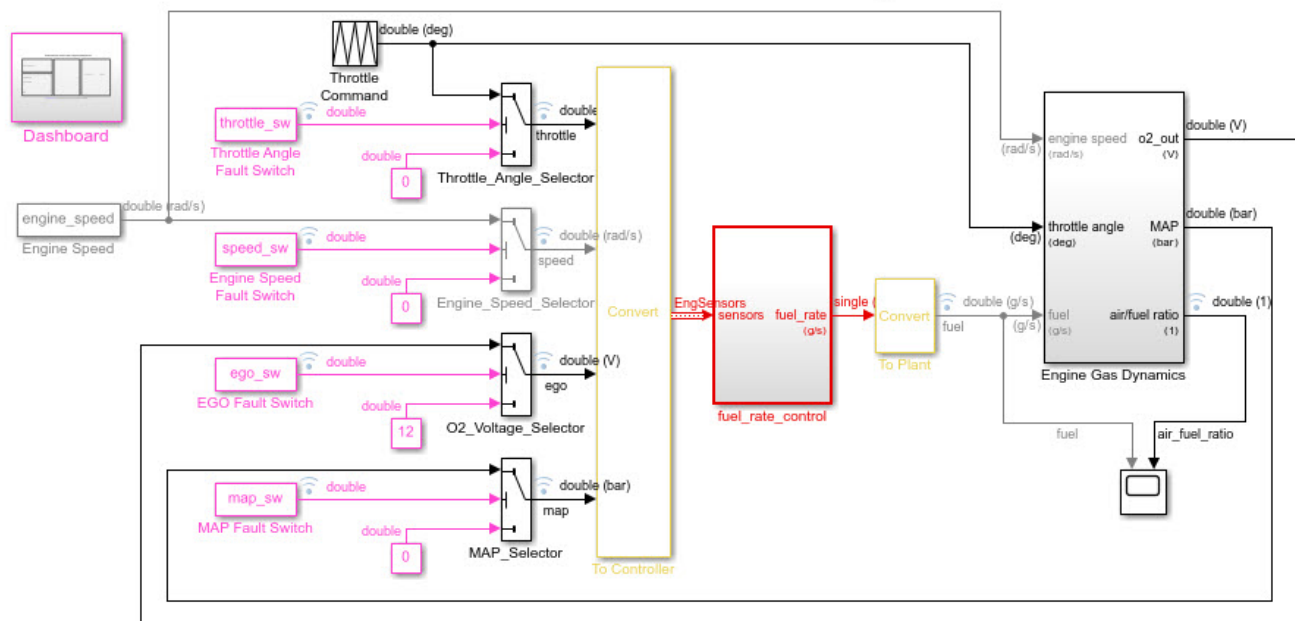 double (deg)
Throttle
Command
Dashboard
throttle_sw
double
Throttle Angle
Fault Switch
double
0
double
throttle
Throttle_Angle_Selector
engine_speed
double (rad/s)
Engine Speed
speed_sw
double
Engine Speed
Fault Switch
double
0
double (rad/s)
speed
Engine_Speed_Selector
ego_sw
double
EGO Fault Switch
double
12
double (V)
ego
O2_Voltage_Selector
map_sw
double
MAP Fault Switch
double
0
double (bar)
map
MAP_Selector
Convert
To Controller
EngSensors
sensors
fuel_rate
(g/s)
fuel_rate_control
single (
Convert
To Plant
double (g/s)
fuel
(g/s)
(rad/s)
(deg)
engine speed
(rad/s)
o2_out
(V)
throttle angle
(deg)
MAP
(bar)
fuel
(g/s)
air/fuel ratio
(1)
Engine Gas Dynamics
double (V)
double (bar)
double (1)
fuel
air_fuel_ratio